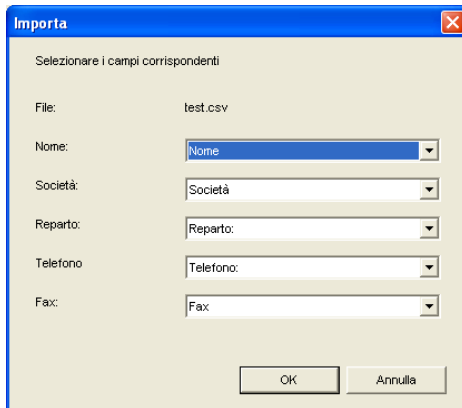 Importa
Selezionare i campi corrispondenti
File: test.csv
Nome: Nome
Società: Società
Reparto: Reparto:
Telefono Telefono:
Fax: Fax
OK Annulla